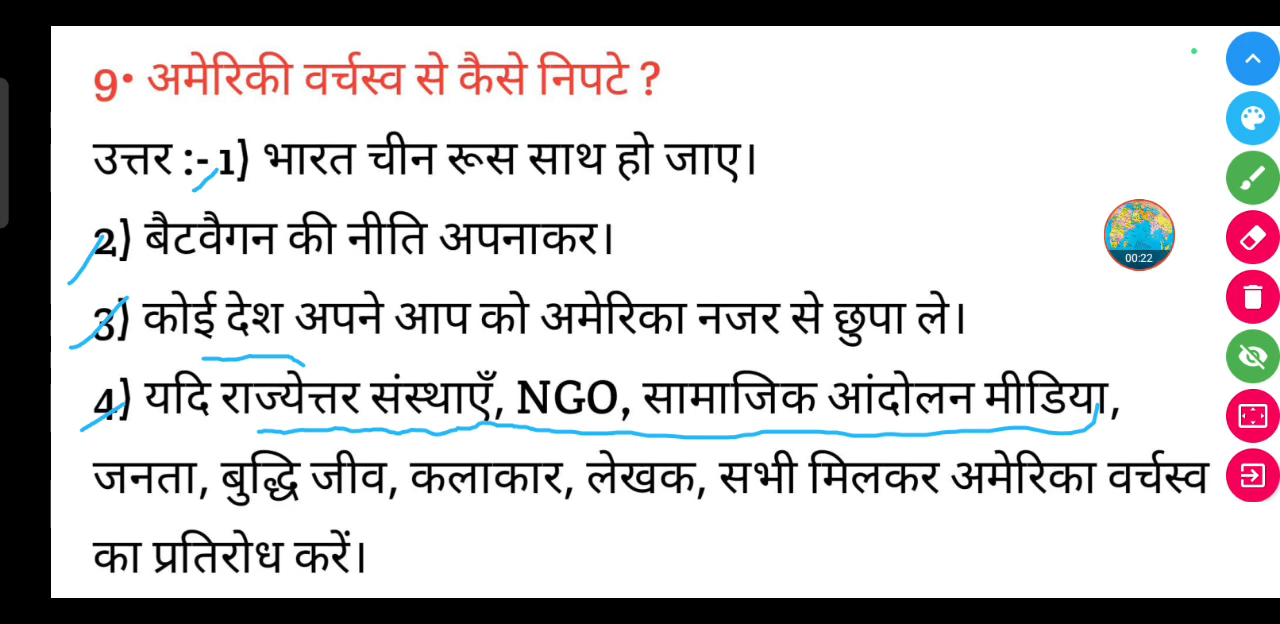 9• अमेरिकी वर्चस्व से कैसे निपटे ?
उत्तर :- 1) भारत चीन रूस साथ हो जाए।
2) बैटवैगन की नीति अपनाकर।
3) कोई देश अपने आप को अमेरिका नजर से छुपा ले।
4) यदि राज्येत्तर संस्थाएँ, NGO, सामाजिक आंदोलन मीडिया,
जनता, बुद्धि जीव, कलाकार, लेखक, सभी मिलकर अमेरिका वर्चस्व
का प्रतिरोध करें।
00:22